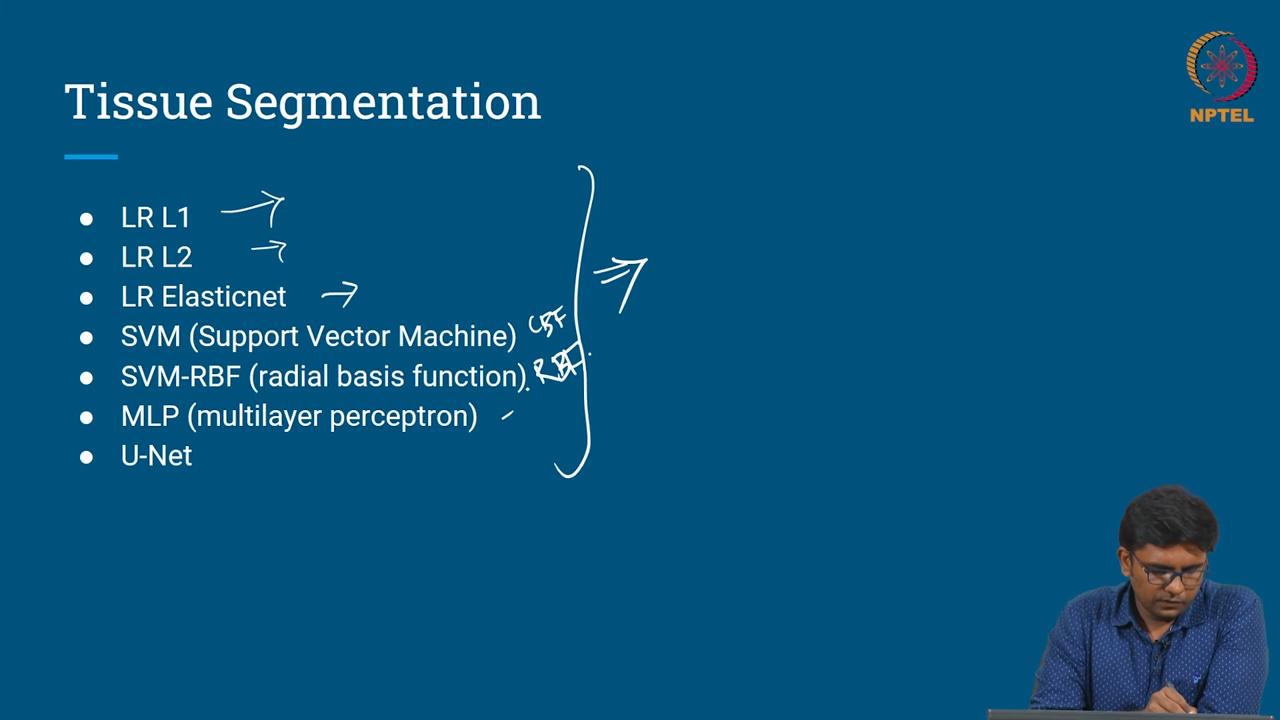 NPTEL
Tissue Segmentation
● LR L1
● LR L2
● LR Elasticnet
● SVM (Support Vector Machine)
● SVM-RBF (radial basis function) RBF
● MLP (multilayer perceptron)
● U-Net